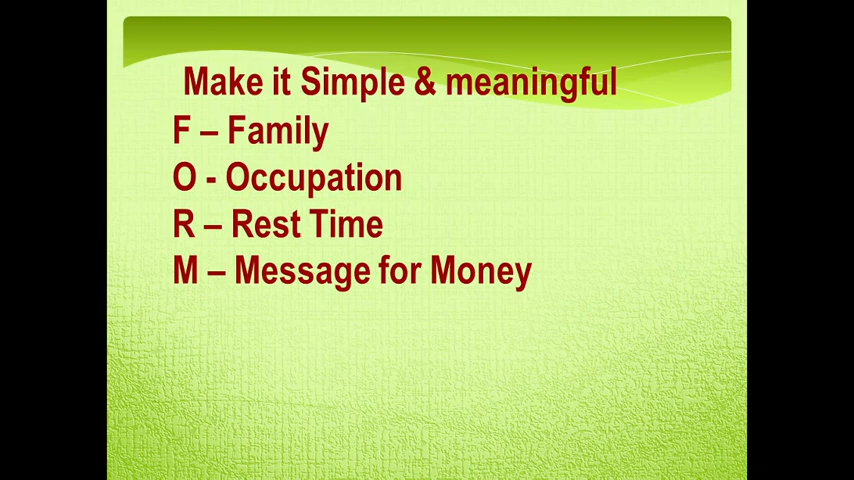 Make it Simple & meaningful
F – Family
O - Occupation
R – Rest Time
M – Message for Money